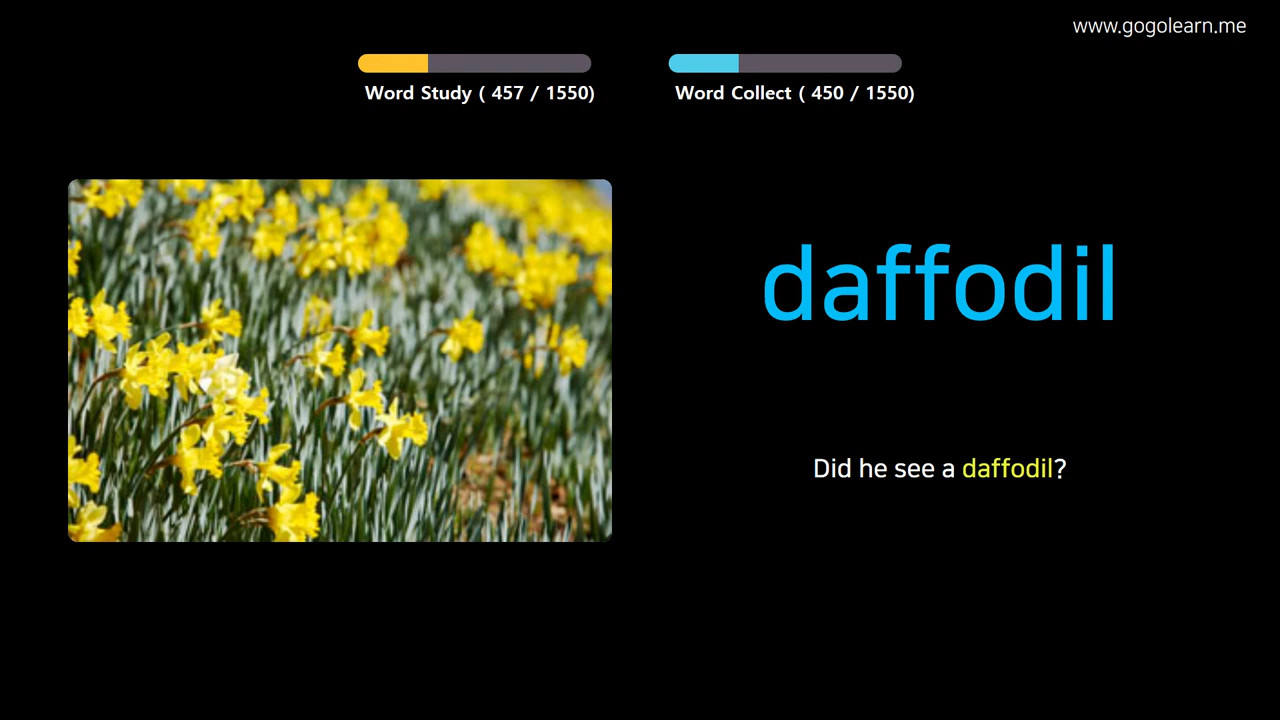 www.gogolearn.me
Word Study ( 457 / 1550)
Word Collect ( 450 / 1550)
daffodil
Did he see a daffodil?